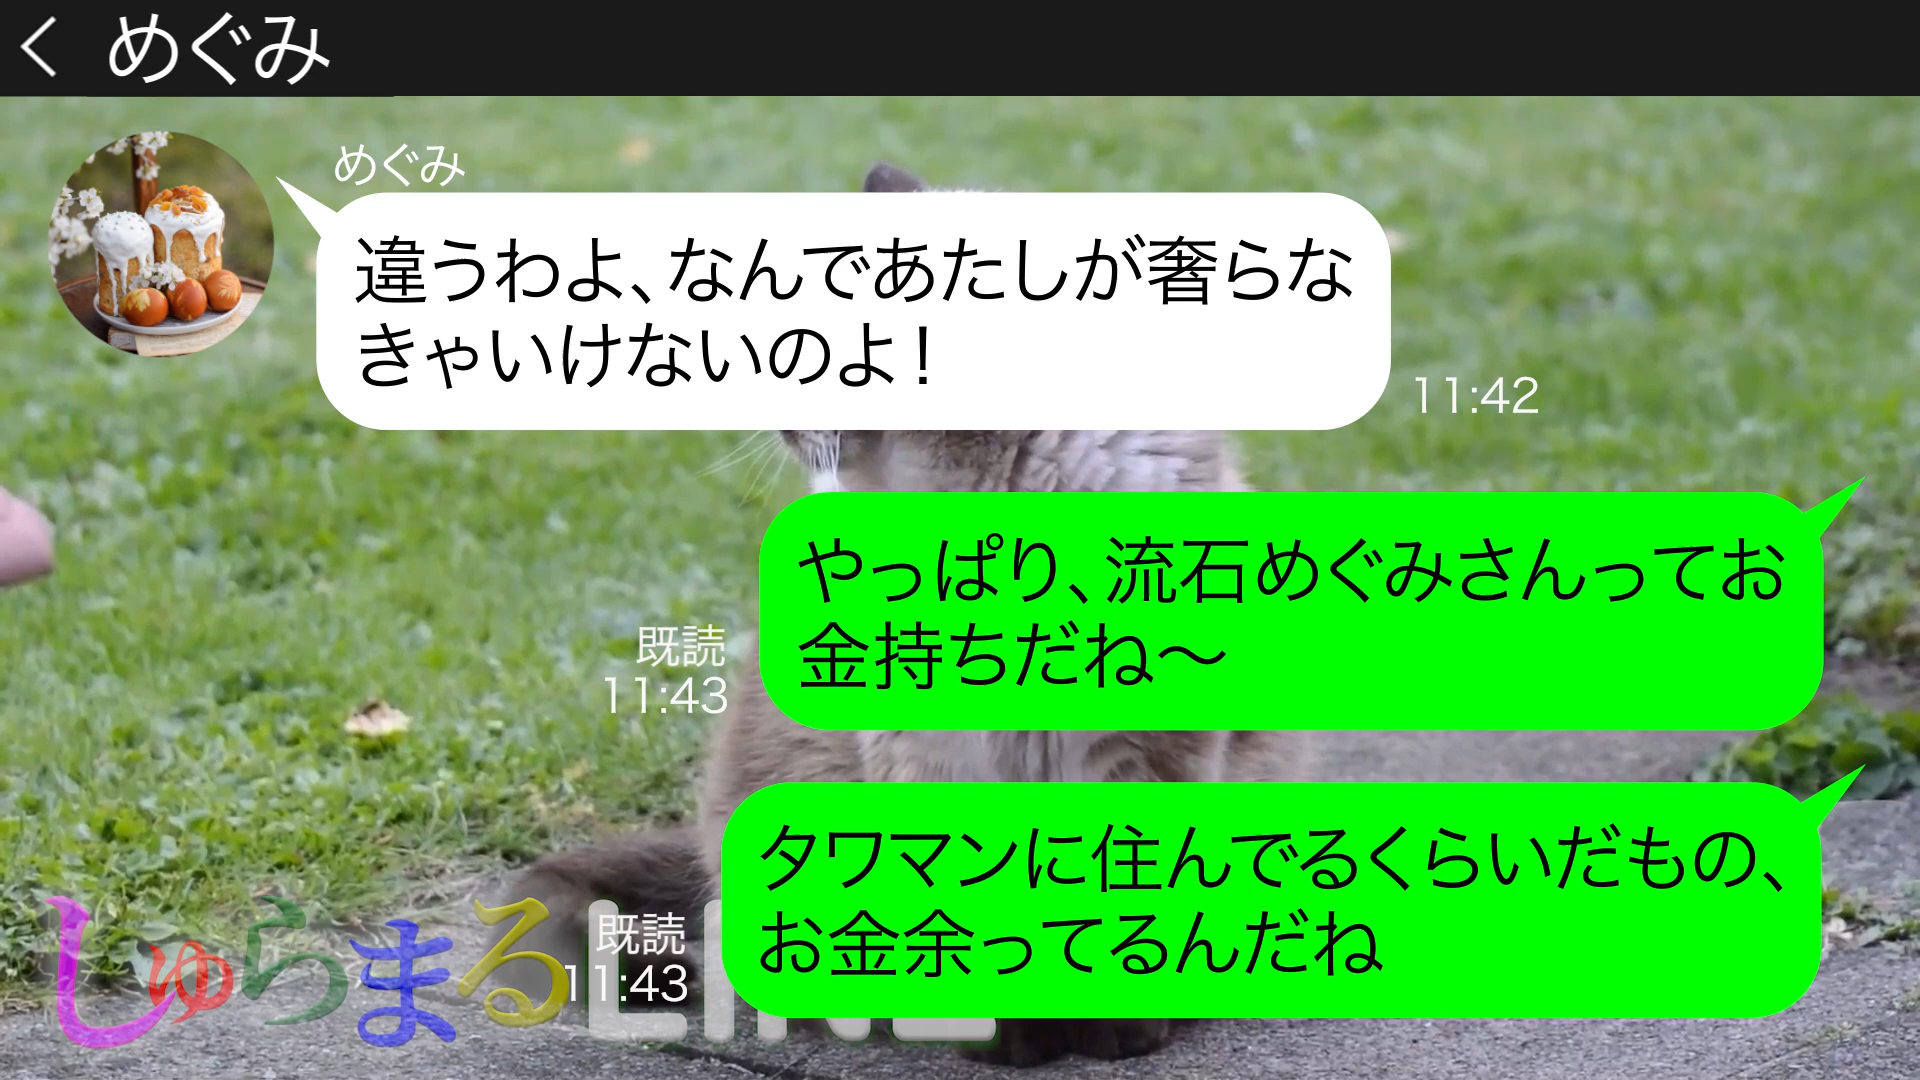 めぐみ
めぐみ
違うわよ、なんであたしが奢らな
きゃいけないのよ！
11:42
やっぱり、流石めぐみさんってお
金持ちだね〜
既読
11:43
タワマンに住んでるくらいだもの、
お金余ってるんだね
既読
11:43
しゅらまるLINE